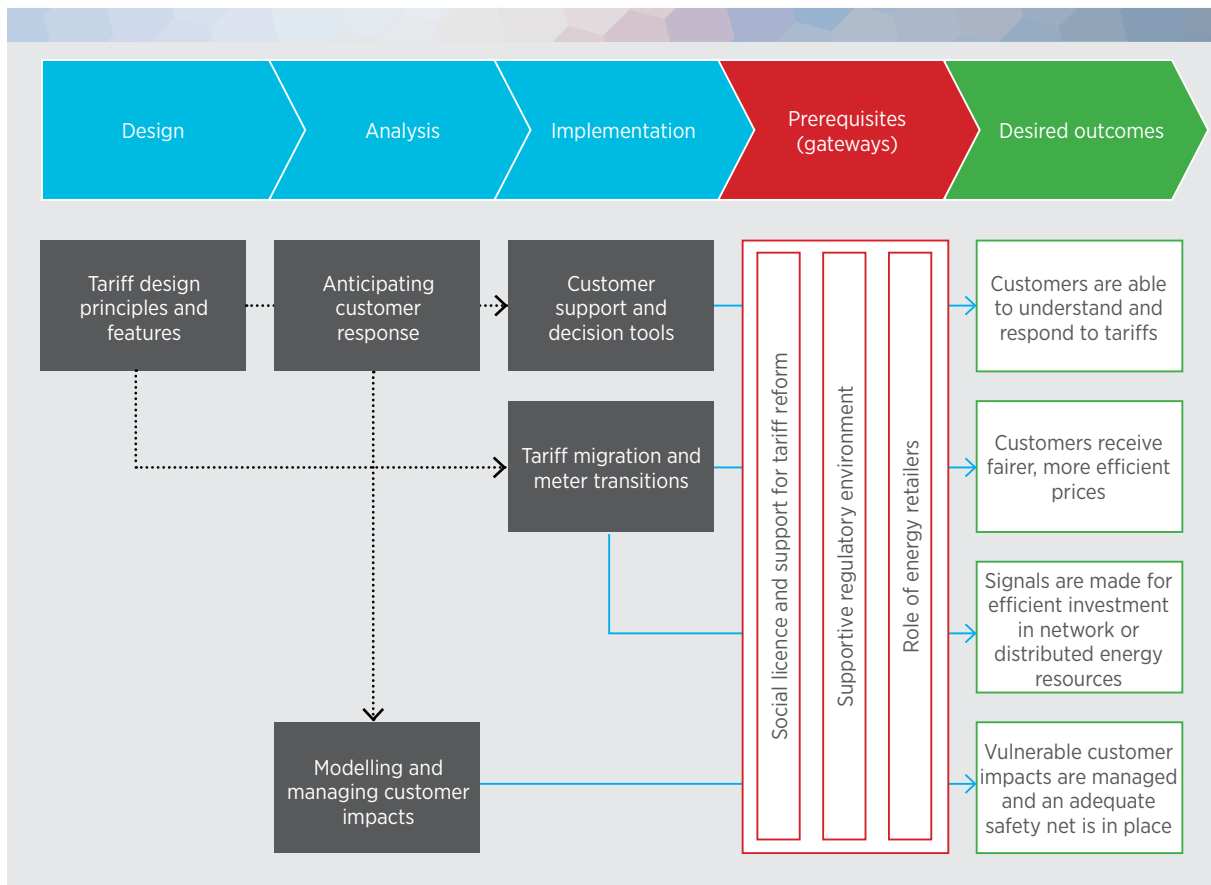 Design
Analysis
Implementation
Prerequisites
(gateways)
Desired outcomes
Tariff design
principles and
features
Anticipating
customer
response
Customer
support and
decision tools
Tariff migration and
meter transitions
Modelling and
managing customer
impacts
Social licence and support for tariff reform
Supportive regulatory environment
Role of energy retailers
Customers are able
to understand and
respond to tariffs
Customers receive
fairer, more efficient
prices
Signals are made for
efficient investment
in network or
distributed energy
resources
Vulnerable customer
impacts are managed
and an adequate
safety net is in place